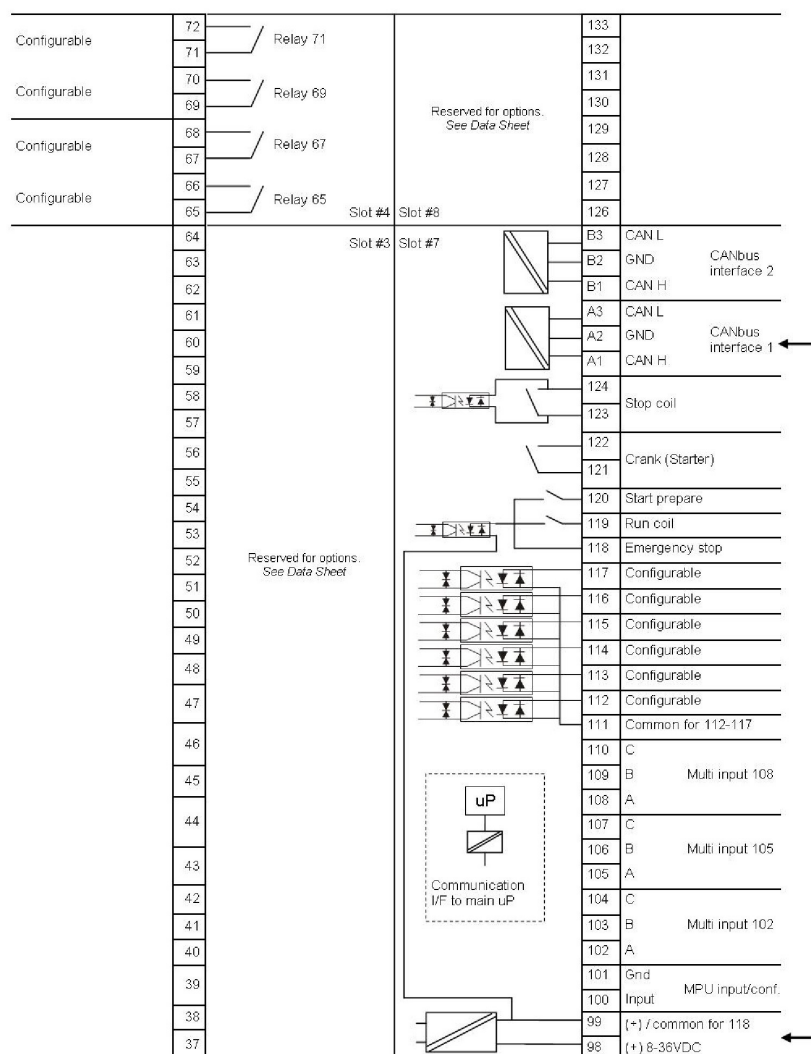 72
Configurable
Relay 71
71
70
Configurable
Relay 69
69
68
Configurable
Relay 67
67
66
Configurable
Relay 65
65
Slot #4
Slot #8
Reserved for options.
See Data Sheet
133
132
131
130
129
128
127
126
64
63
62
61
60
59
58
57
56
55
54
53
52
51
50
49
48
47
46
45
44
43
42
41
40
39
38
37
Slot #3
Slot #7
Reserved for options.
See Data Sheet
B3 CAN L
B2 GND
B1 CAN H
CANbus
interface 2
A3 CAN L
A2 GND
A1 CAN H
CANbus
interface 1
124
123
Stop coil
122
121
Crank (Starter)
120 Start prepare
119 Run coil
118 Emergency stop
117 Configurable
116 Configurable
115 Configurable
114 Configurable
113 Configurable
112 Configurable
111 Common for 112-117
110 C
109 B Multi input 108
108 A
107 C
106 B Multi input 105
105 A
104 C
103 B Multi input 102
102 A
101 Gnd
100 Input
MPU input/conf.
99 (+) / common for 118
98 (+) 8-36VDC
uP
Communication
I/F to main uP